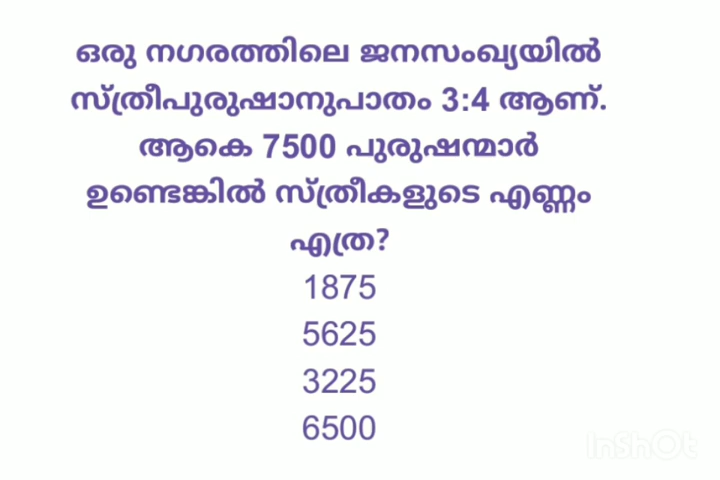 ഒരു നഗരത്തിലെ ജനസംഖ്യയിൽ
സ്ത്രീപുരുഷാനുപാതം 3:4 ആണ്.
ആകെ 7500 പുരുഷന്മാർ
ഉണ്ടെങ്കിൽ സ്ത്രീകളുടെ എണ്ണം
എത്ര?
1875
5625
3225
6500
InShOt